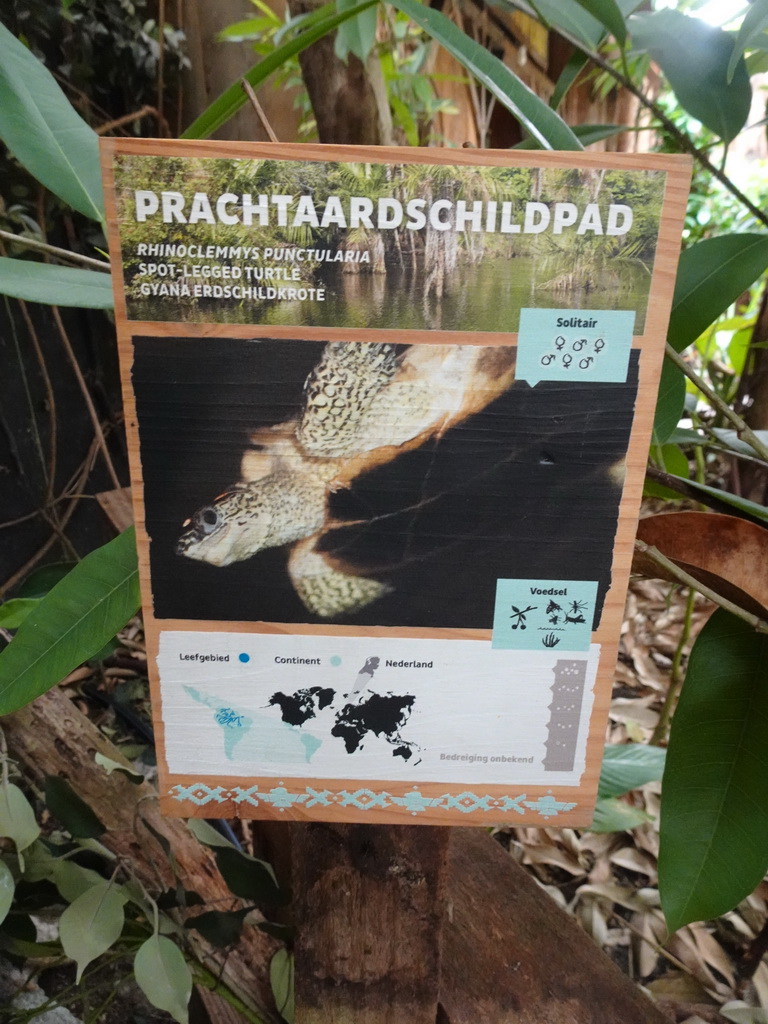 PRACHTAARDSCHILDPAD
RHINOCLEMMYS PUNCTULARIA
SPOT-LEGGED TURTLE
GYANA ERDSCHILDKROTE
Solitair
Voedsel
Leefgebied Continent Nederland
Bedreiging onbekend